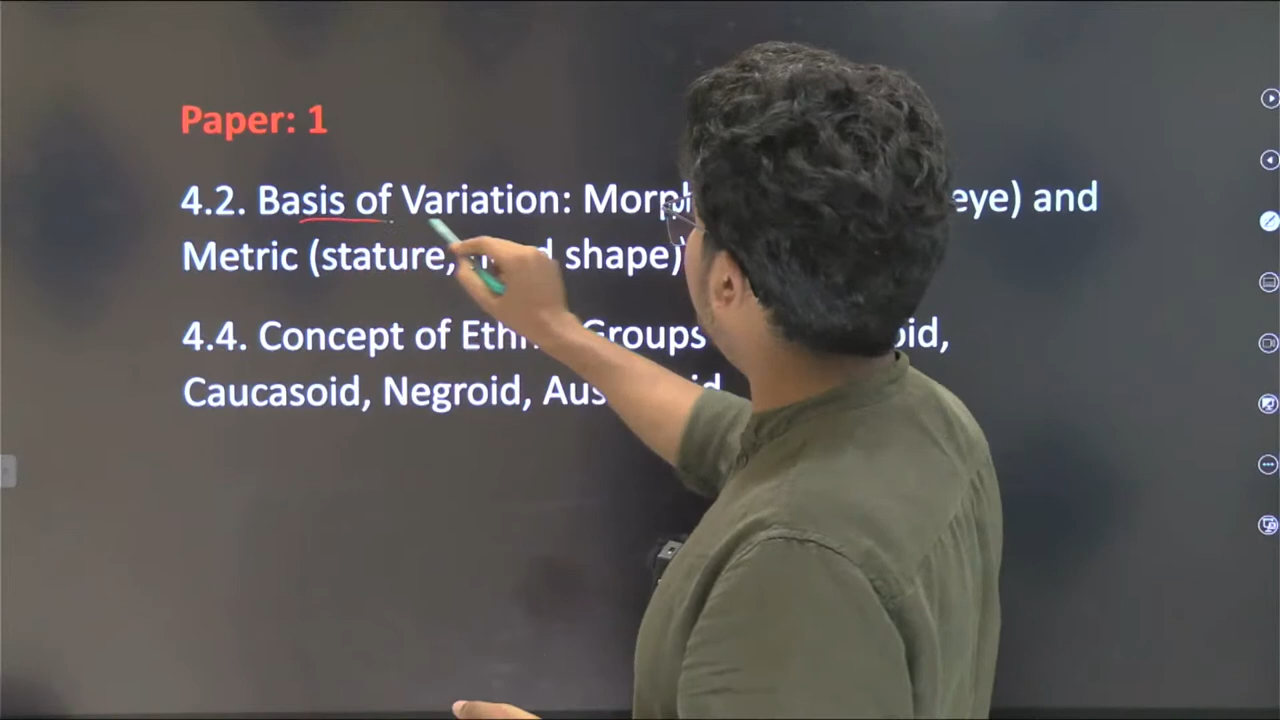 Paper: 1
4.2. Basis of Variation: eye) and
Metric (stature, shape)
4.4. Concept of Groups
Caucasoid, Negroid,